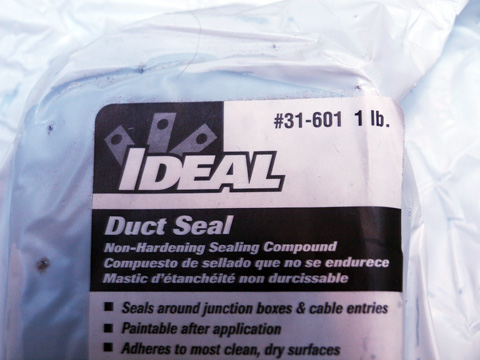 #31-601 1 lb.
IDEAL
Duct Seal
Non-Hardening Sealing Compound
Compuesto de sellado que no se endurece
Mastic d'étanchéité non durcissable
■ Seals around junction boxes & cable entries
■ Paintable after application
■ Adheres to most clean, dry surfaces